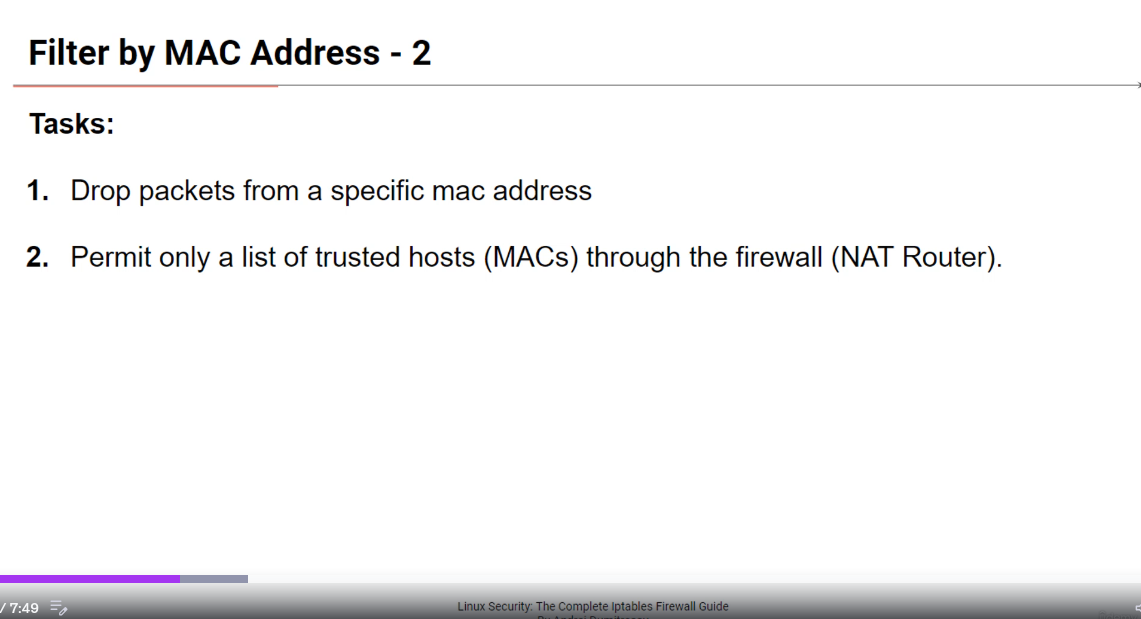 Filter by MAC Address - 2
Tasks:
1. Drop packets from a specific mac address
2. Permit only a list of trusted hosts (MACs) through the firewall (NAT Router).
/ 7:49
Linux Security: The Complete Iptables Firewall Guide